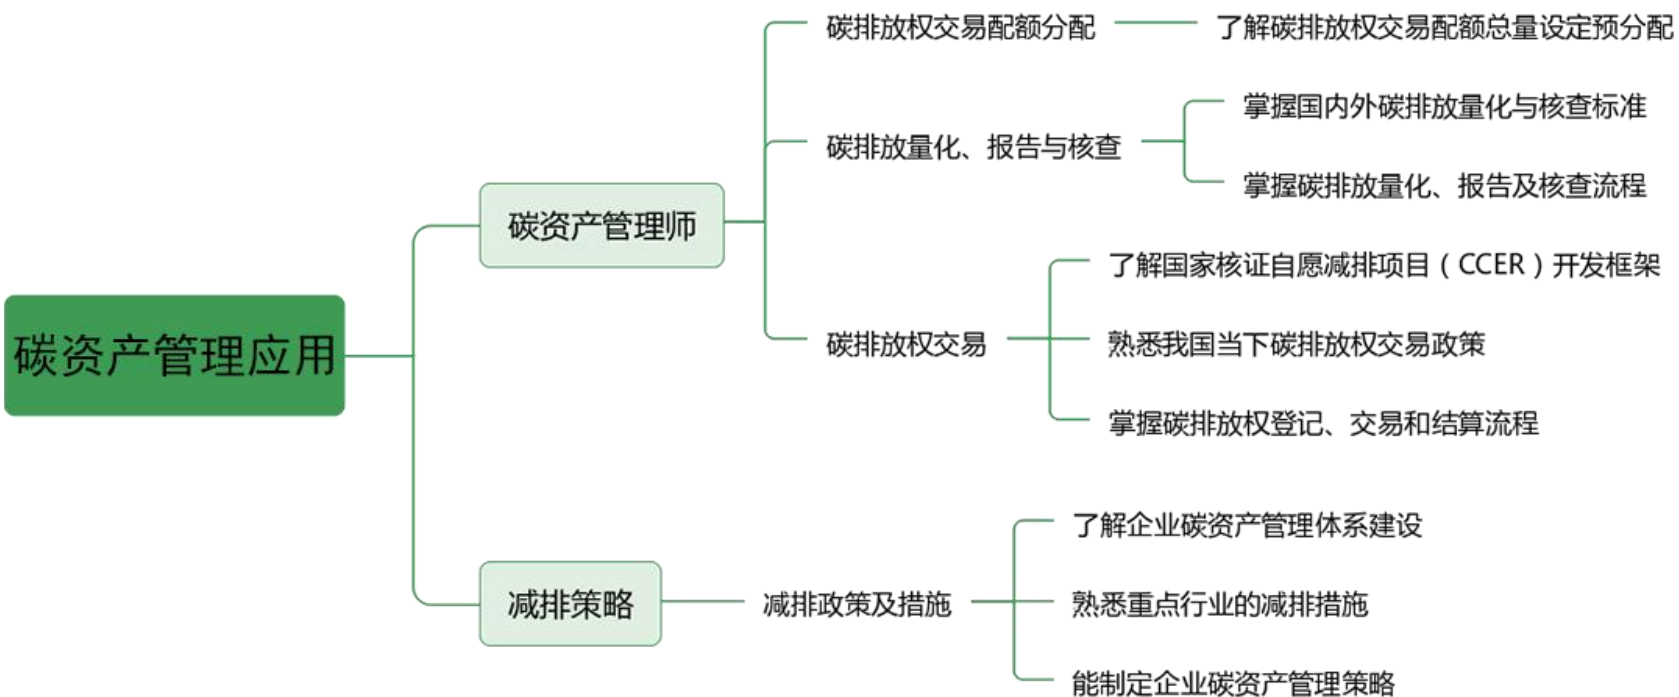 碳资产管理应用
碳资产管理师
碳排放权交易配额分配
了解碳排放权交易配额总量设定预分配
碳排放量化、报告与核查
掌握国内外碳排放量化与核查标准
掌握碳排放量化、报告及核查流程
碳排放权交易
了解国家核证自愿减排项目（CCER）开发框架
熟悉我国当下碳排放权交易政策
掌握碳排放权登记、交易和结算流程
减排策略
减排政策及措施
了解企业碳资产管理体系建设
熟悉重点行业的减排措施
能制定企业碳资产管理策略